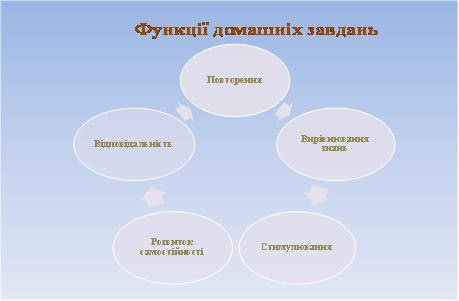 Функції домашніх завдань
Повторення
Вирівнювання
знань
Стимулювання
Розвиток
самостійності
Відповідальність